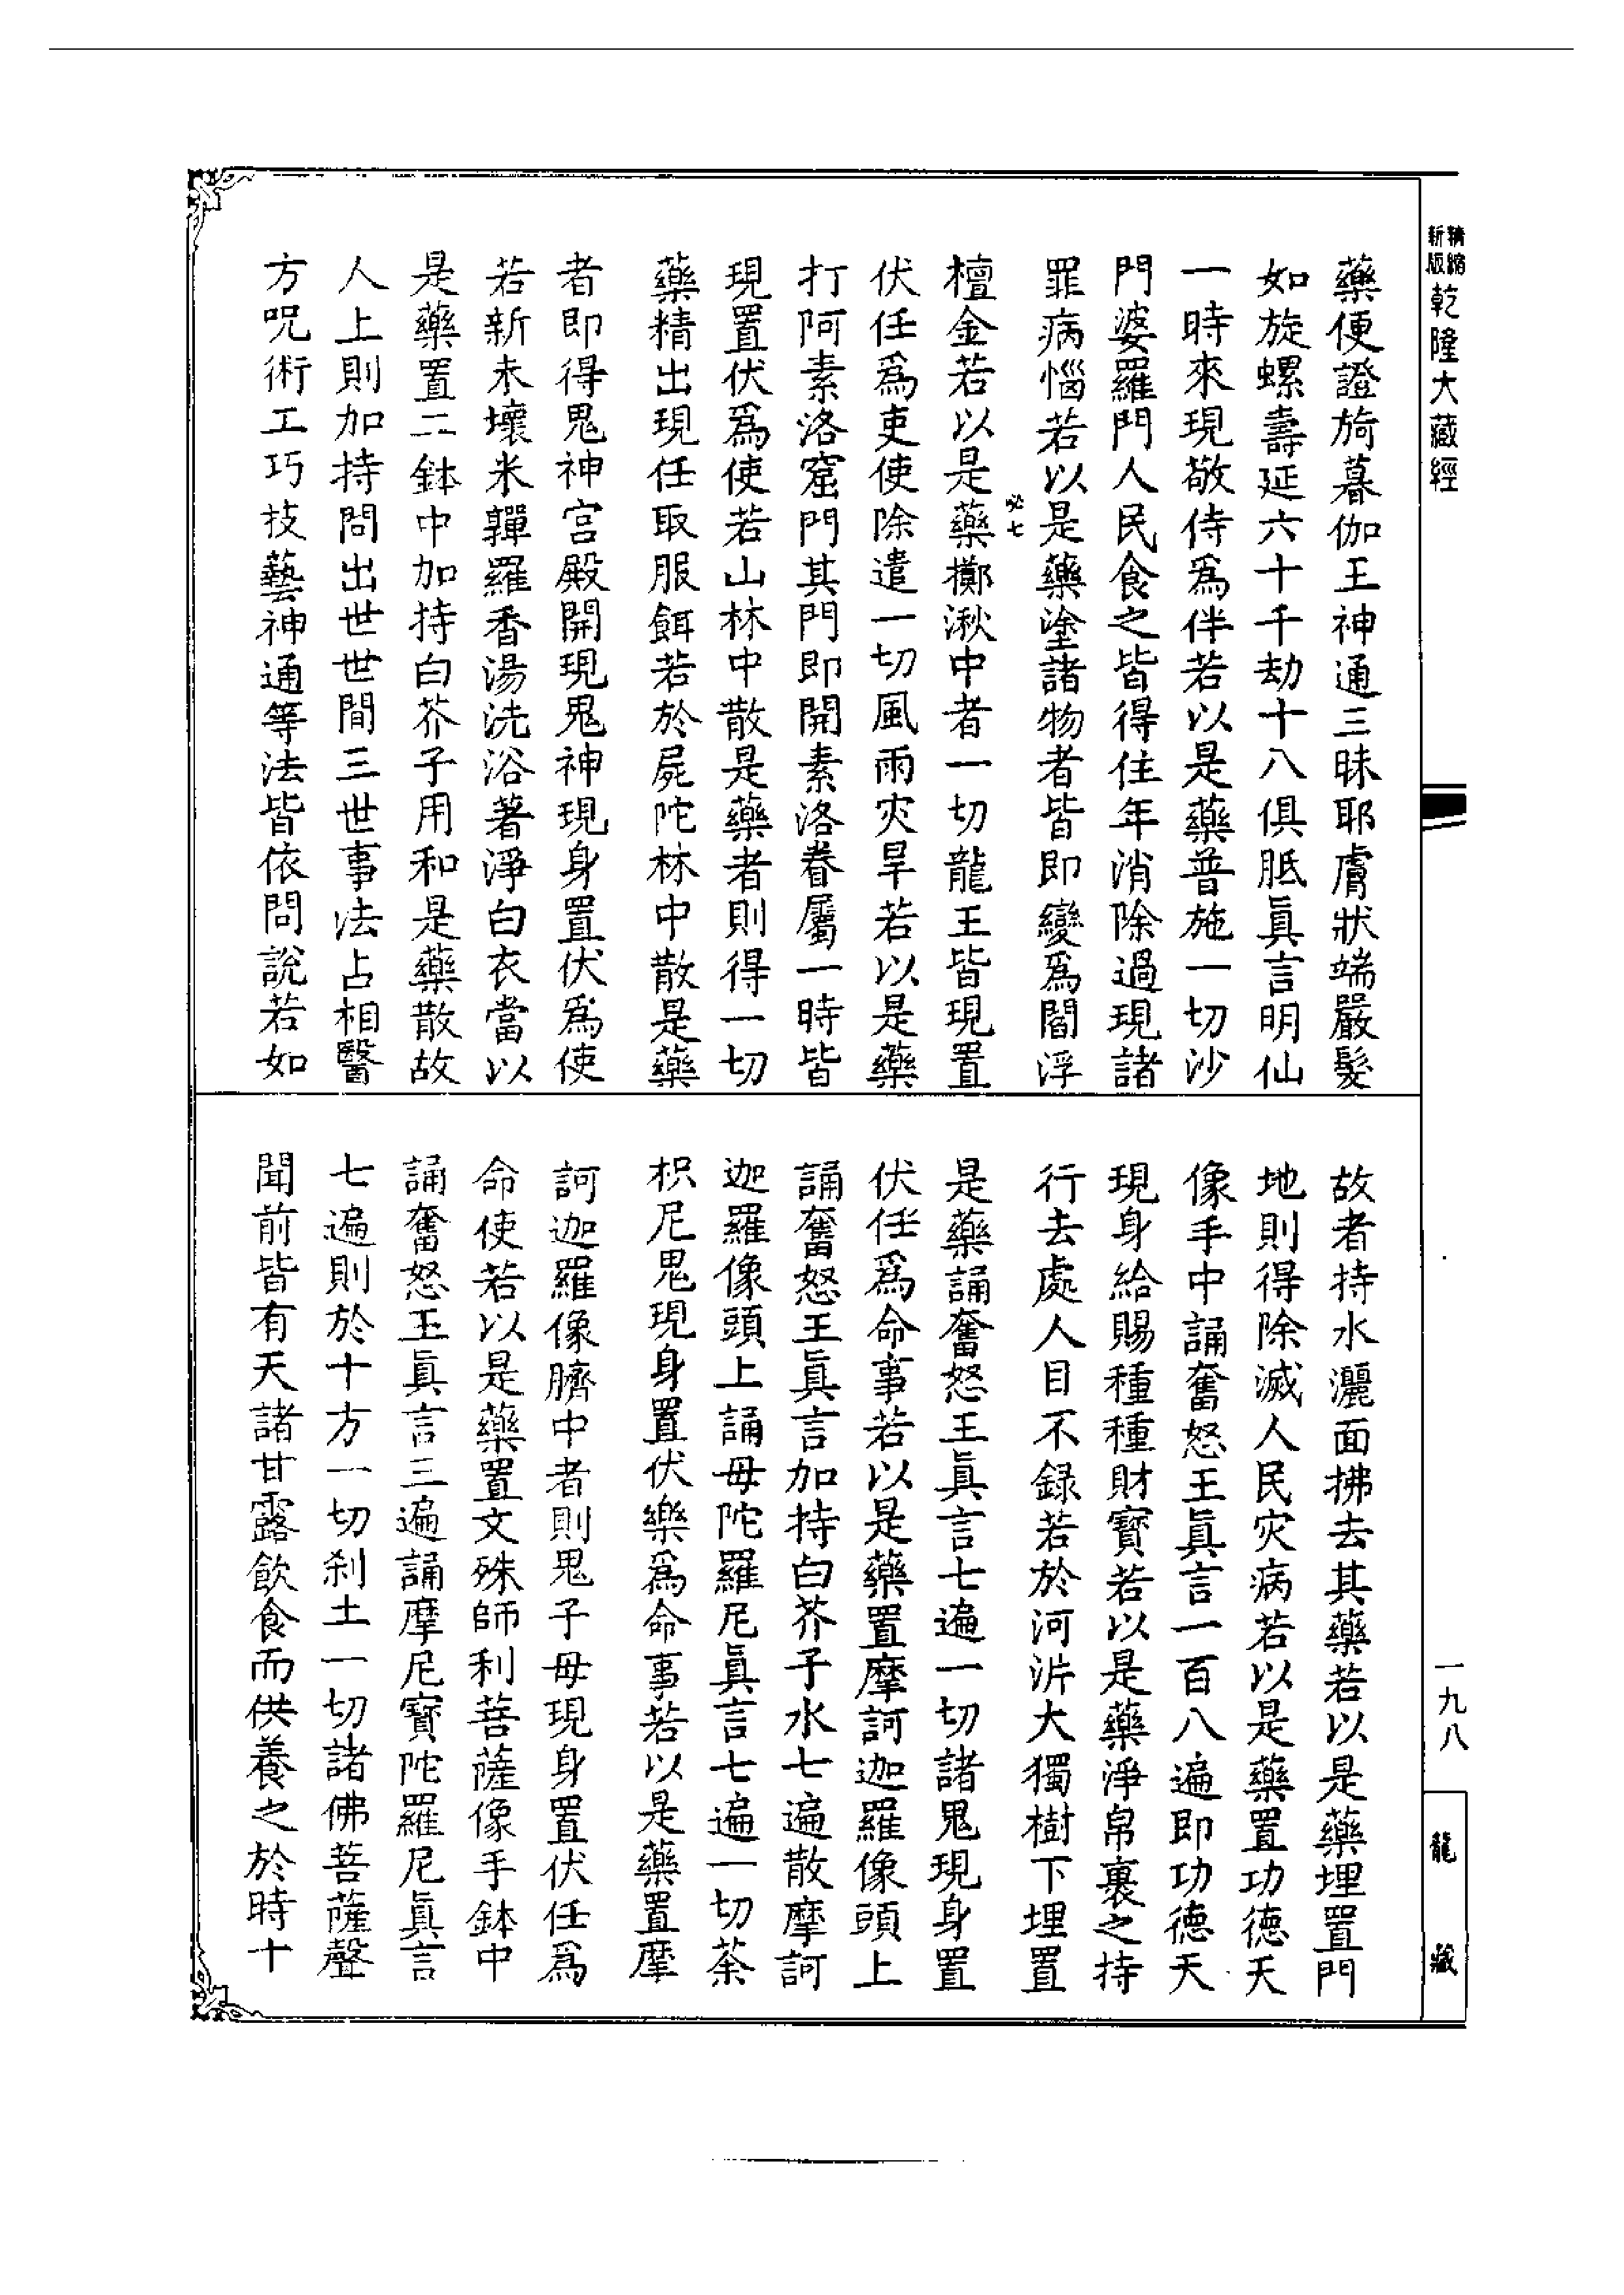 新縮
精版
乾隆大藏經
藥便證旖暮伽王神通三昧耶膚狀端嚴髮
如旋螺壽延六十千劫十八俱胝眞言明仙
一時來現敬侍爲伴若以是藥普施一切沙
門婆羅門人民食之皆得住年消除過現諸
罪病惱若以是藥塗諸物者皆即變爲閻浮
必七
檀金若以是藥擲湫中者一切龍王皆現置
伏任爲吏使除遣一切風雨灾旱若以是藥
打阿素洛窟門其門即開素洛眷屬一時皆
現置伏爲使若山林中散是藥者則得一切
藥精出現任取服餌若於屍陀林中散是藥
者即得鬼神宮殿開現鬼神現身置伏爲使
若新未壞米鞸羅香湯洗浴著淨白衣當以
是藥置二鉢中加持白芥子用和是藥散故
人上則加持問出世世間三世事法占相醫
方呪術工巧技藝神通等法皆依問說若如
故者持水灑面拂去其藥若以是藥埋置門
地則得除滅人民灾病若以是藥置功德天
像手中誦奮怒王眞言一百八遍即功德天
現身給賜種種財寶若以是藥淨帛裹之持
行去處人目不錄若於河泲大獨樹下埋置
是藥誦奮怒王眞言七遍一切諸鬼現身置
伏任爲命事若以是藥置摩訶迦羅像頭上
誦奮怒王眞言加持白芥子水七遍散摩訶
迦羅像頭上誦母陀羅尼眞言七遍一切荼
枳尼鬼現身置伏樂爲命事若以是藥置摩
訶迦羅像臍中者則鬼子母現身置伏任爲
命使若以是藥置文殊師利菩薩像手鉢中
誦奮怒王眞言三遍誦摩尼寶陀羅尼眞言
七遍則於十方一切刹土一切諸佛菩薩聲
聞前皆有天諸甘露飲食而供養之於時十
一九八
龍藏